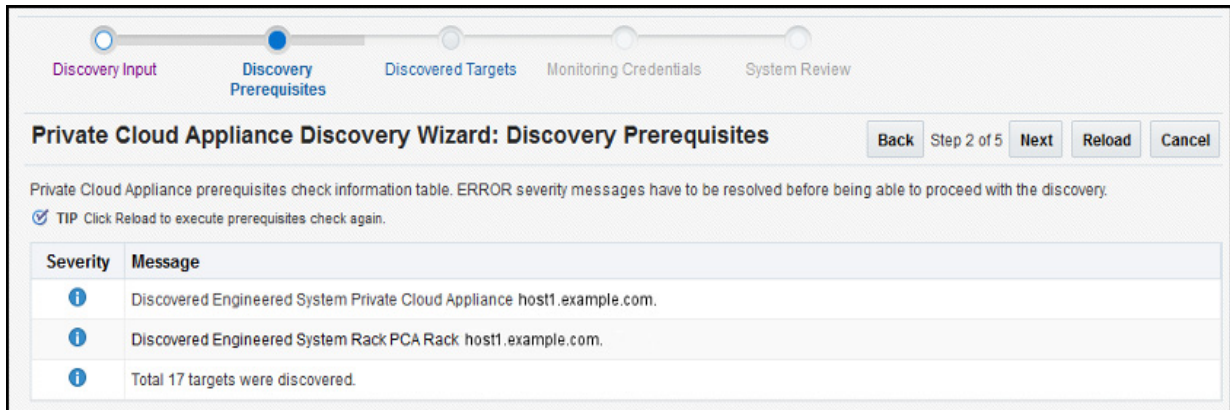 Discovery Input
Discovery
Prerequisites
Discovered Targets
Monitoring Credentials
System Review
Private Cloud Appliance Discovery Wizard: Discovery Prerequisites
Back Step 2 of 5 Next Reload Cancel
Private Cloud Appliance prerequisites check information table. ERROR severity messages have to be resolved before being able to proceed with the discovery.
TIP Click Reload to execute prerequisites check again.
Severity Message
Discovered Engineered System Private Cloud Appliance host1.example.com.
Discovered Engineered System Rack PCA Rack host1.example.com.
Total 17 targets were discovered.